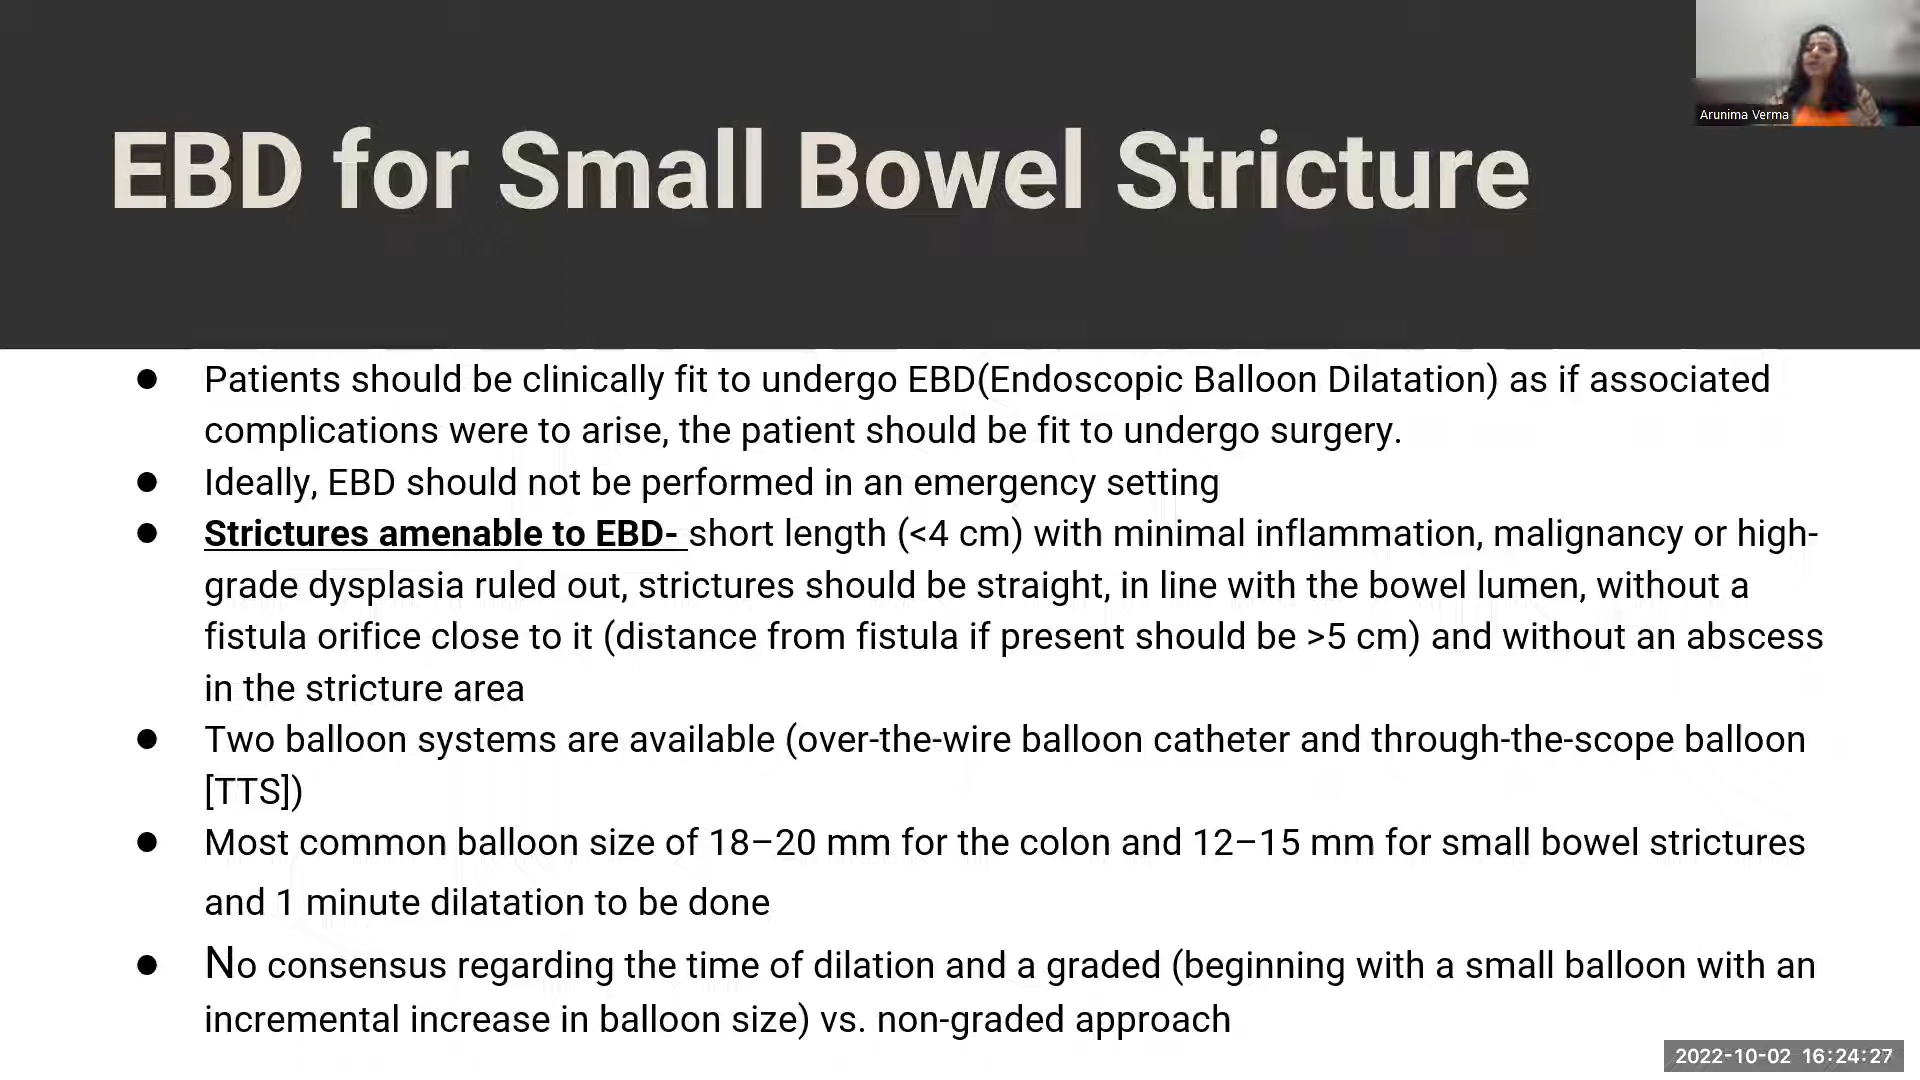 EBD for Small Bowel Stricture
Arunima Verma
● Patients should be clinically fit to undergo EBD(Endoscopic Balloon Dilatation) as if associated
complications were to arise, the patient should be fit to undergo surgery.
● Ideally, EBD should not be performed in an emergency setting
● Strictures amenable to EBD- short length (<4 cm) with minimal inflammation, malignancy or high-
grade dysplasia ruled out, strictures should be straight, in line with the bowel lumen, without a
fistula orifice close to it (distance from fistula if present should be >5 cm) and without an abscess
in the stricture area
● Two balloon systems are available (over-the-wire balloon catheter and through-the-scope balloon
[TTS])
● Most common balloon size of 18–20 mm for the colon and 12–15 mm for small bowel strictures
and 1 minute dilatation to be done
● No consensus regarding the time of dilation and a graded (beginning with a small balloon with an
incremental increase in balloon size) vs. non-graded approach
2022-10-02 16:24:27